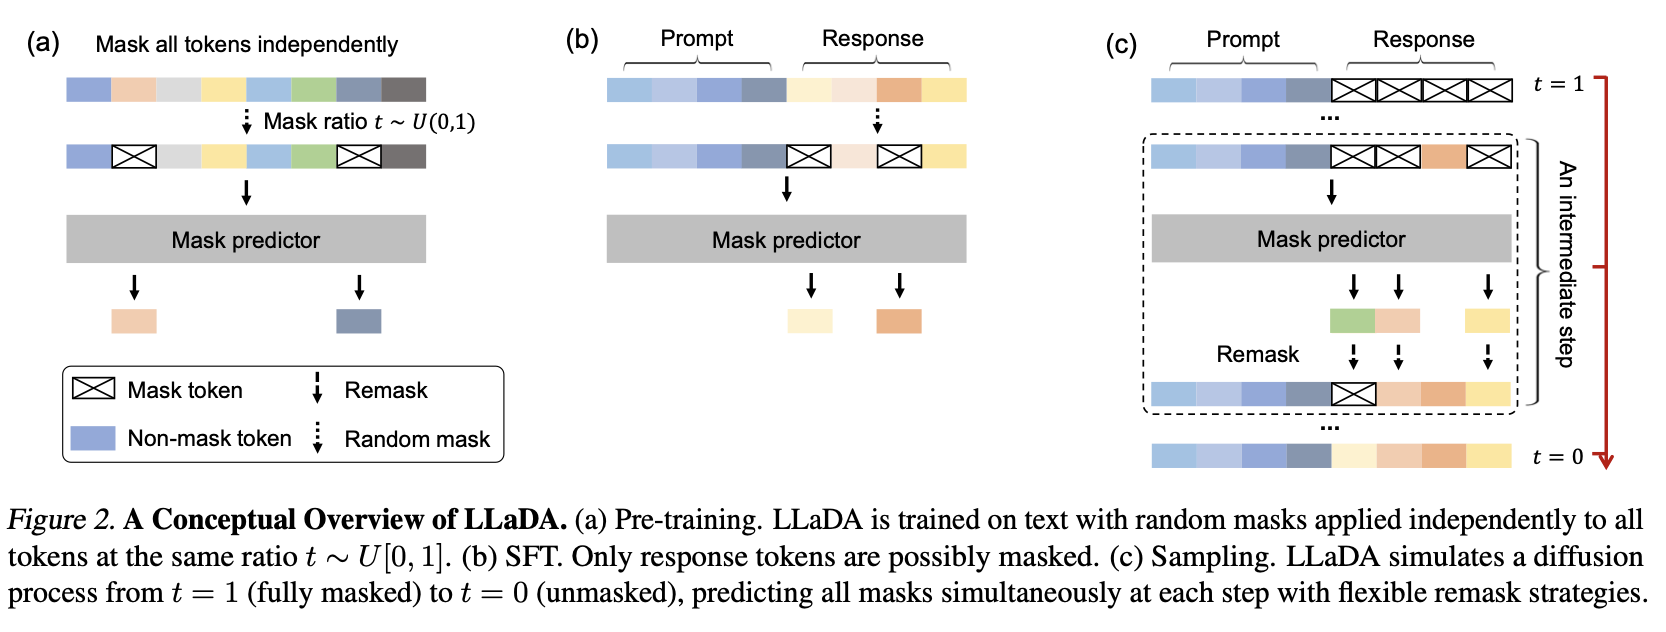 (a) Mask all tokens independently
Mask ratio t ~ U(0,1)
Mask predictor
Mask token
Remask
Non-mask token
Random mask
(b) Prompt Response
Mask predictor
(c) Prompt Response
t = 1
...
Mask predictor
Remask
An intermediate step
...
t = 0
Figure 2. A Conceptual Overview of LLaDA. (a) Pre-training. LLaDA is trained on text with random masks applied independently to all
tokens at the same ratio t ∼ U[0, 1]. (b) SFT. Only response tokens are possibly masked. (c) Sampling. LLaDA simulates a diffusion
process from t = 1 (fully masked) to t = 0 (unmasked), predicting all masks simultaneously at each step with flexible remask strategies.